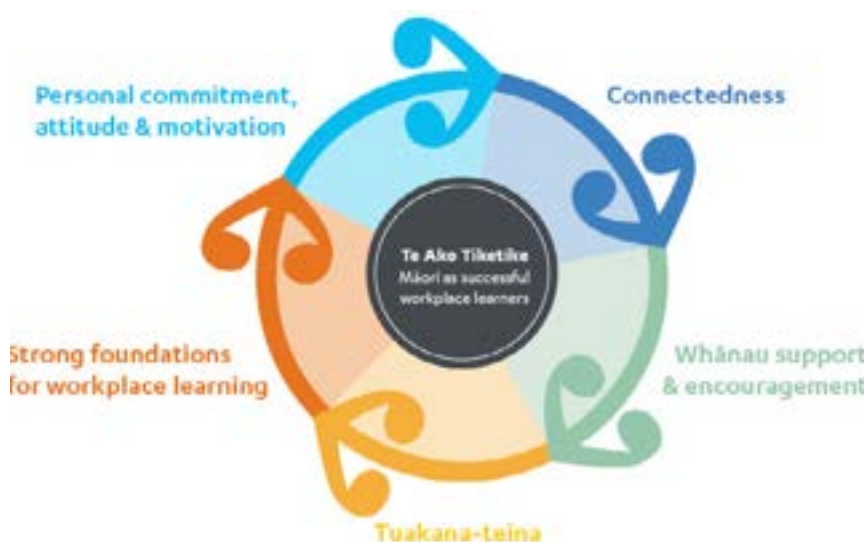 Personal commitment,
attitude & motivation
Connectedness
Te Ako Tiketike
Māori as successful
workplace learners
Strong foundations
for workplace learning
Whānau support
& encouragement
Tuakana-teina